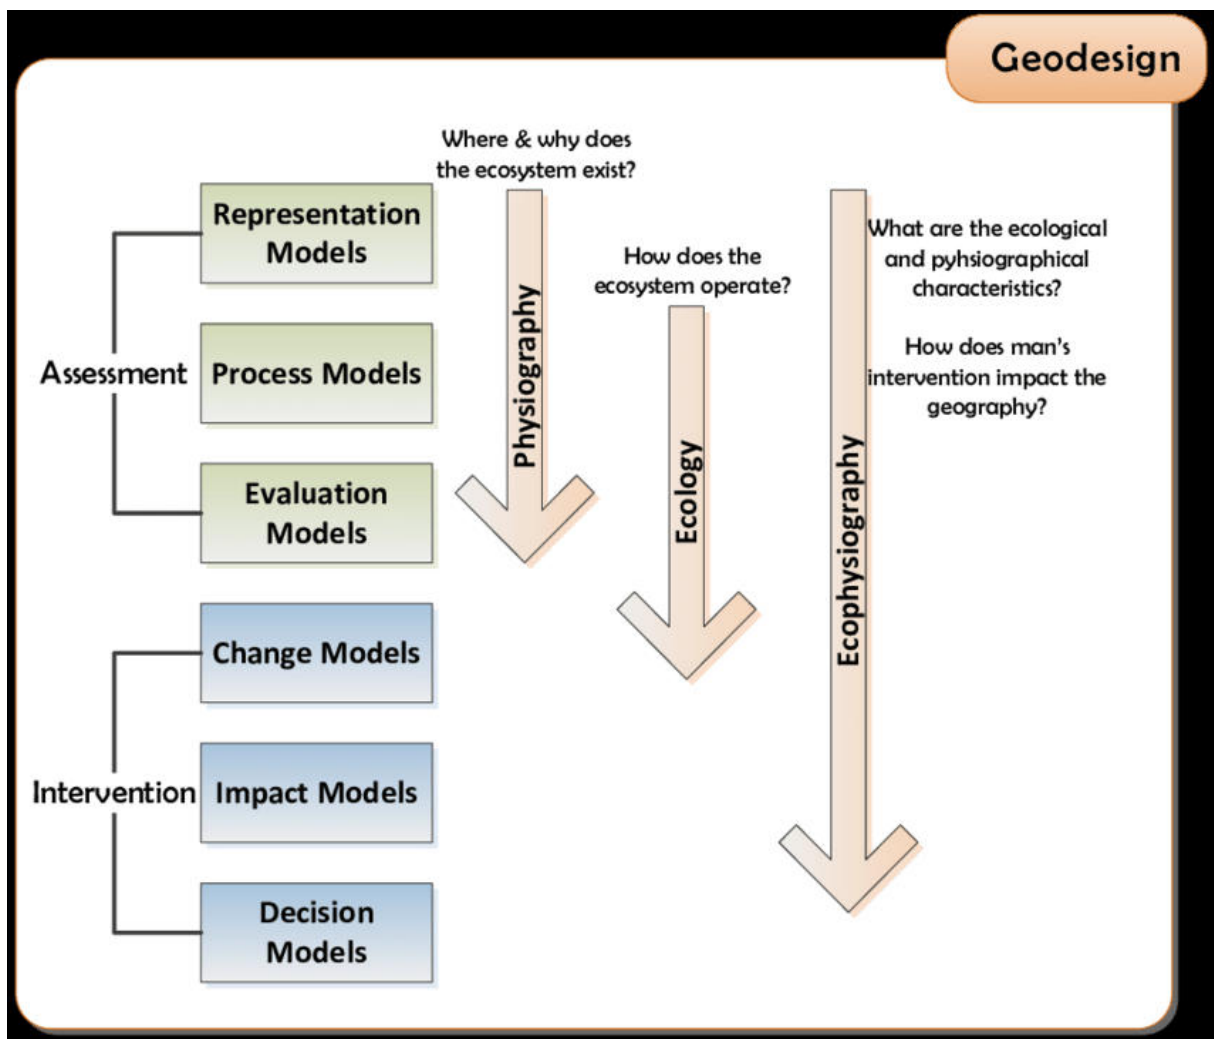 Geodesign
Where & why does
the ecosystem exist?
Representation
Models
What are the ecological
and pyhsiographical
characteristics?
How does the
ecosystem operate?
Physiography
How does man's
intervention impact the
geography?
Assessment
Process Models
Ecology
Ecophysiography
Evaluation
Models
Change Models
Intervention
Impact Models
Decision
Models